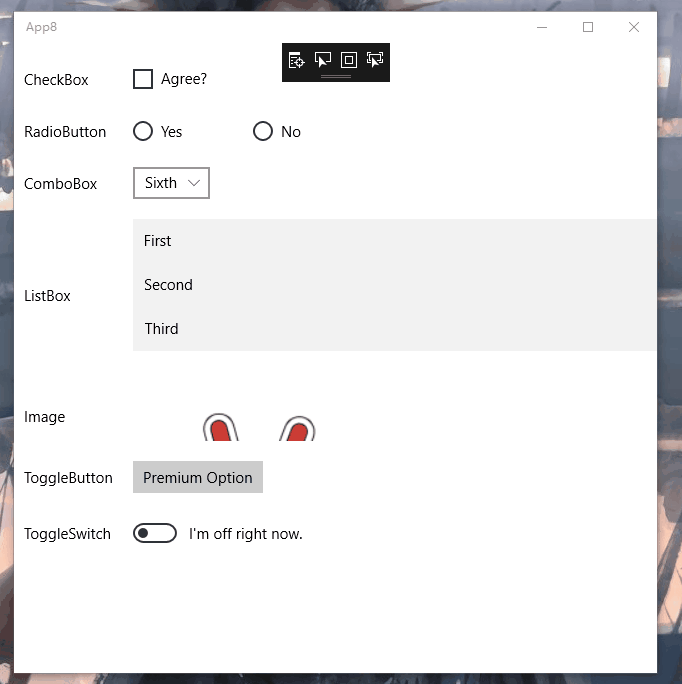 App8
CheckBox Agree?
RadioButton Yes No
ComboBox Sixth
First
Second
ListBox
Third
Image
ToggleButton Premium Option
ToggleSwitch I'm off right now.